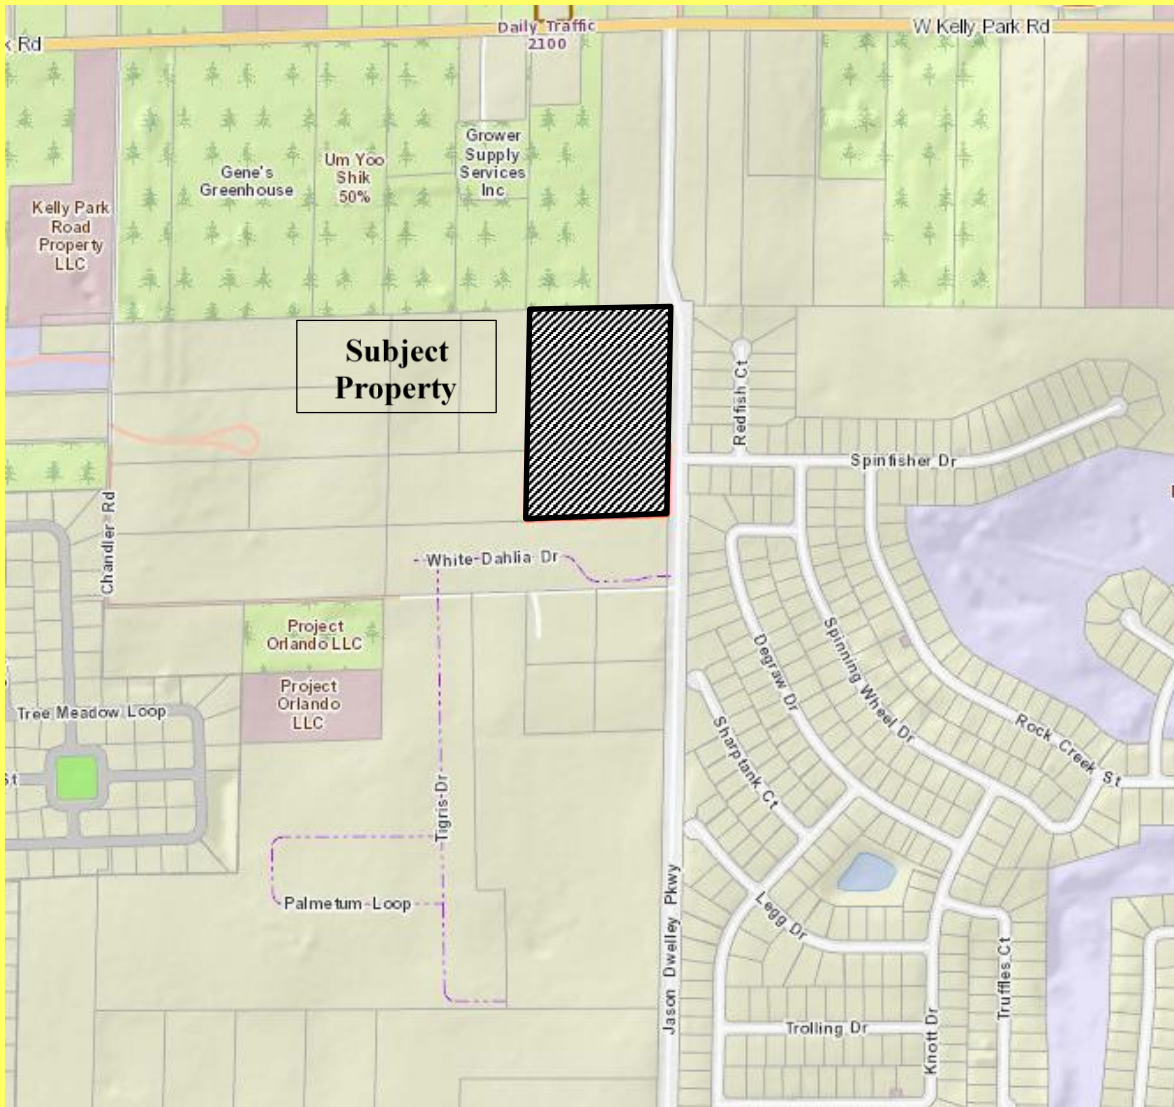 Daily Traffic
2100
W Kelly Park Rd
Rd
Grower
Supply
Services
Inc
Um Yoo
Shik
50%
Gene's
Greenhouse
Kelly Park
Road
Property
LLC
Subject
Property
Redfish Ct
Spinfisher Dr
Chandler Rd
White Dahlia Dr
Project
Orlando LLC
Project
Orlando
LLC
Degraw Dr
Spinning Wheel Dr
Rock Creek St
Tree Meadow Loop
Sharptank Ct
St
Tigris Dr
Palmetum Loop
Legg Dr
Jason Dwelley Pkwy
Truffles Ct
Trolling Dr
Knott Dr